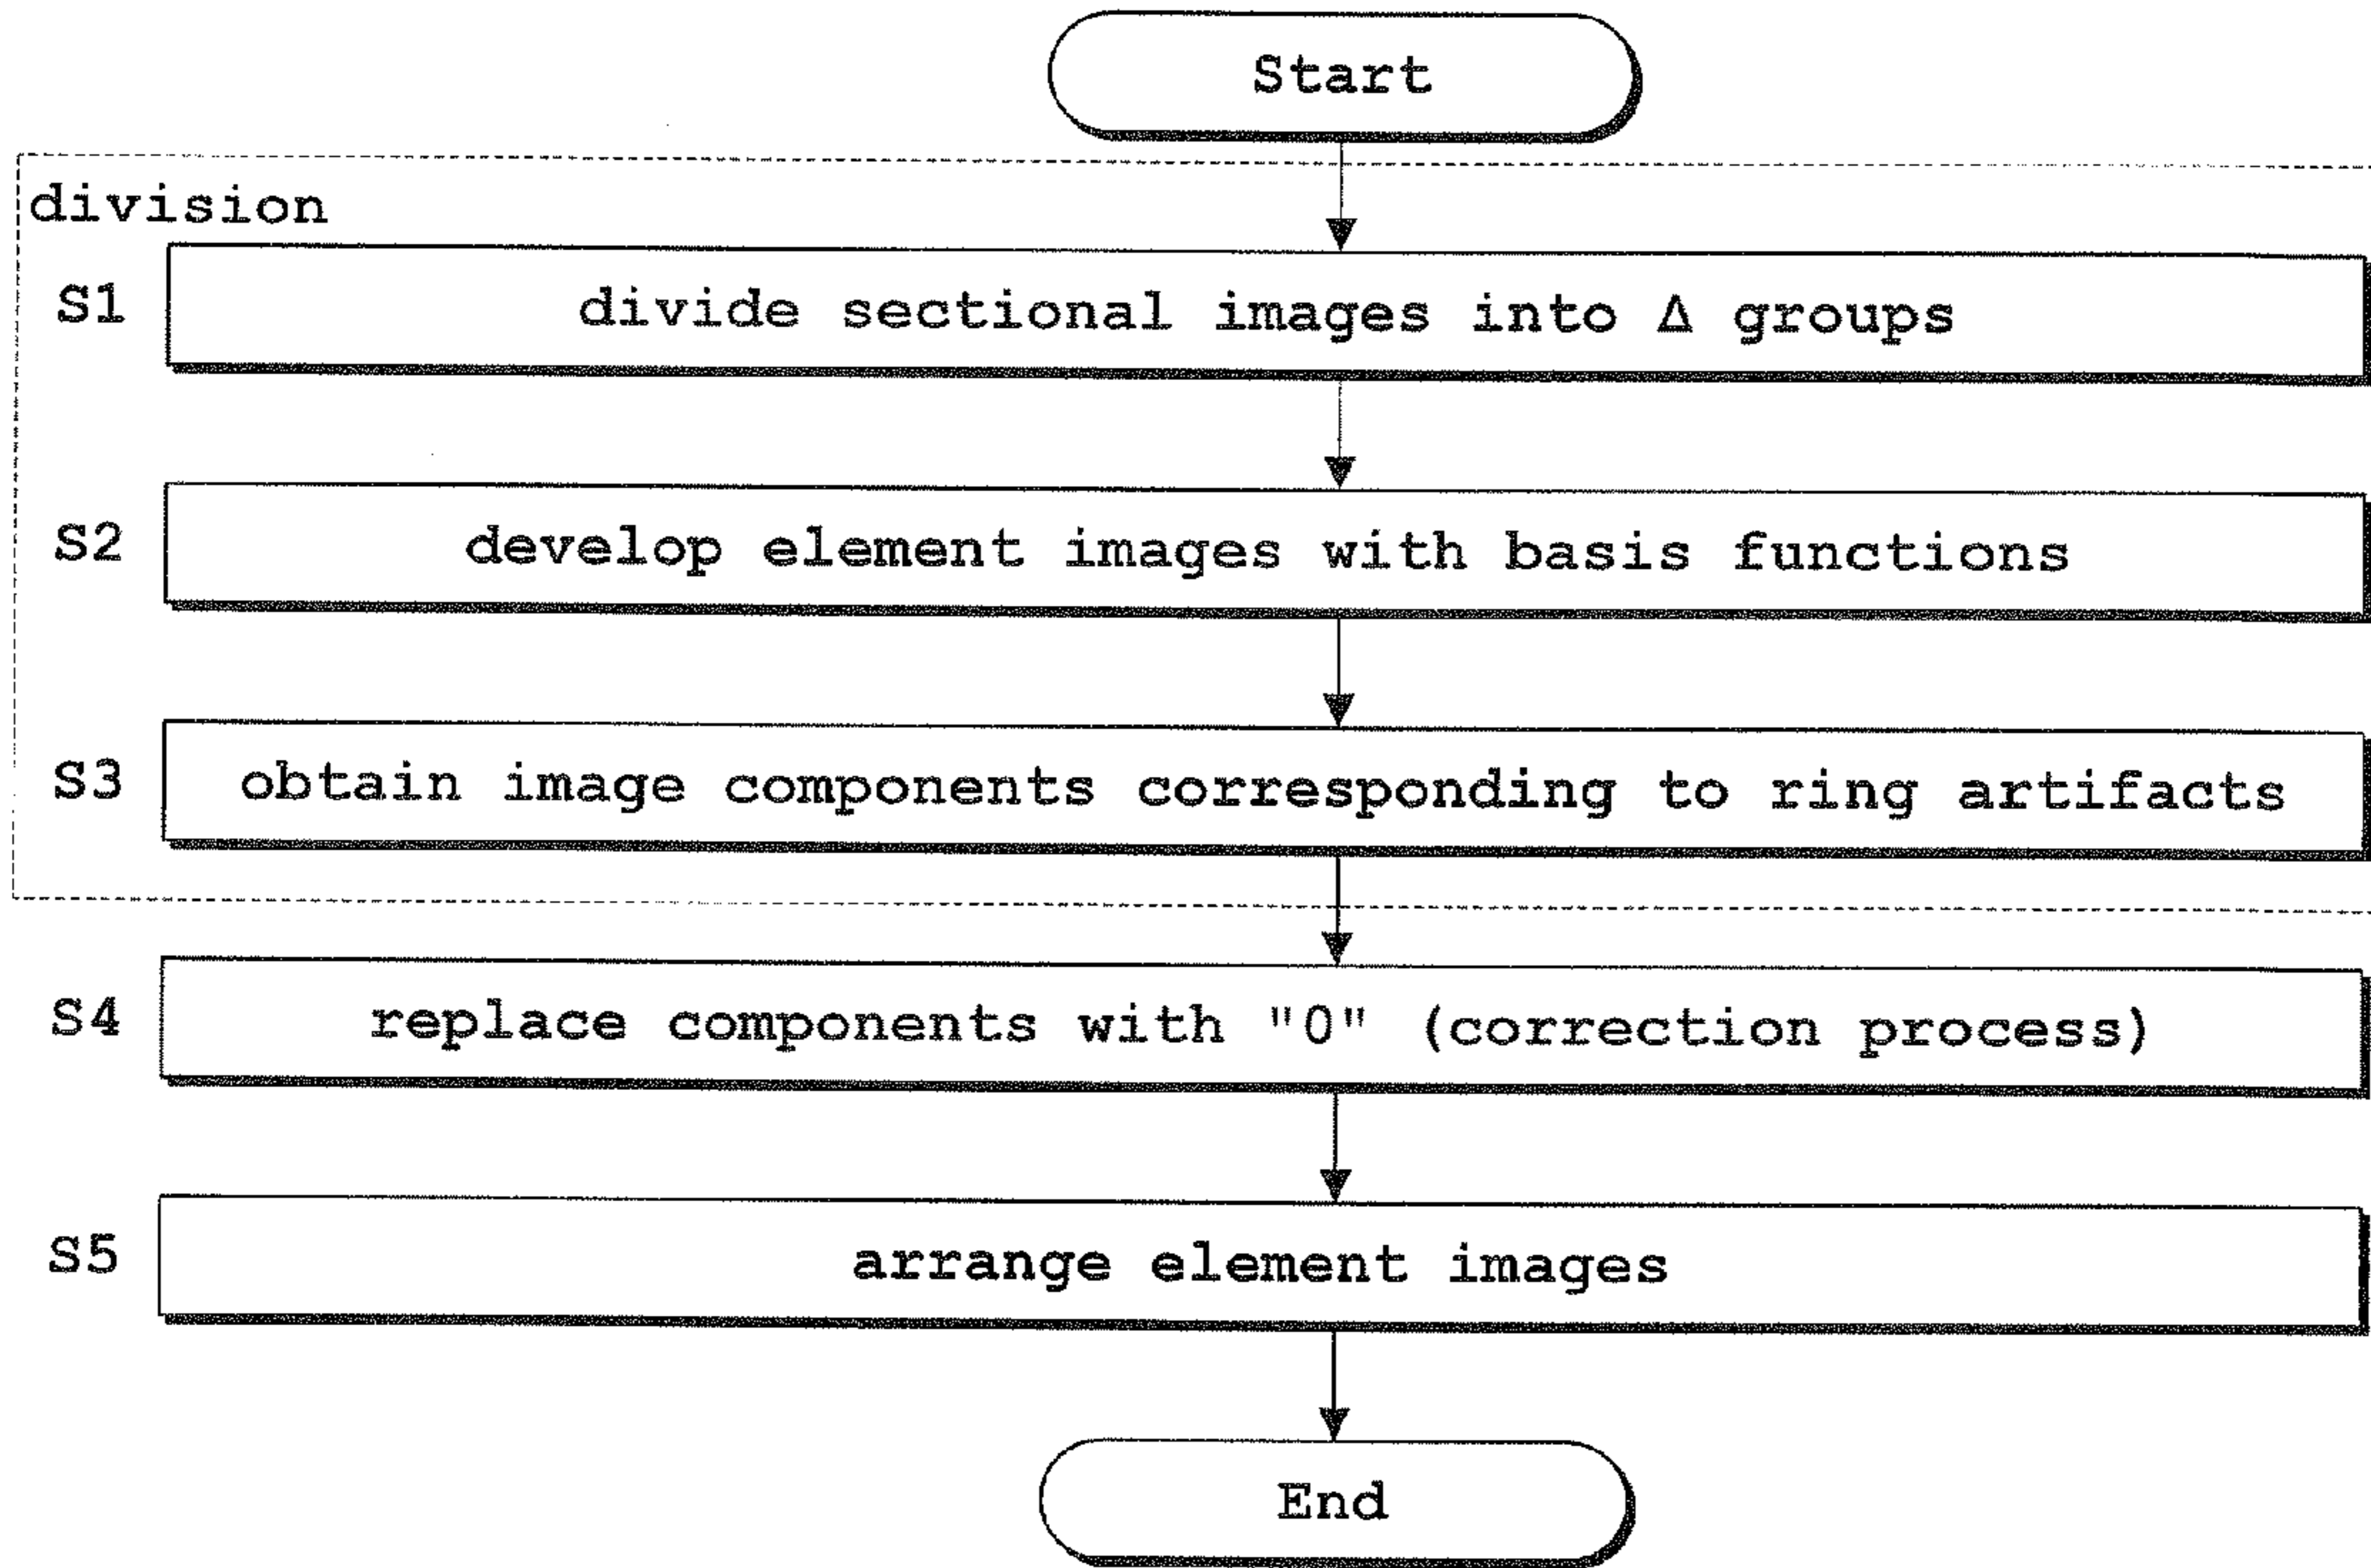 Start
division
S1 divide sectional images into Δ groups
S2 develop element images with basis functions
S3 obtain image components corresponding to ring artifacts
S4 replace components with "0" (correction process)
S5 arrange element images
End